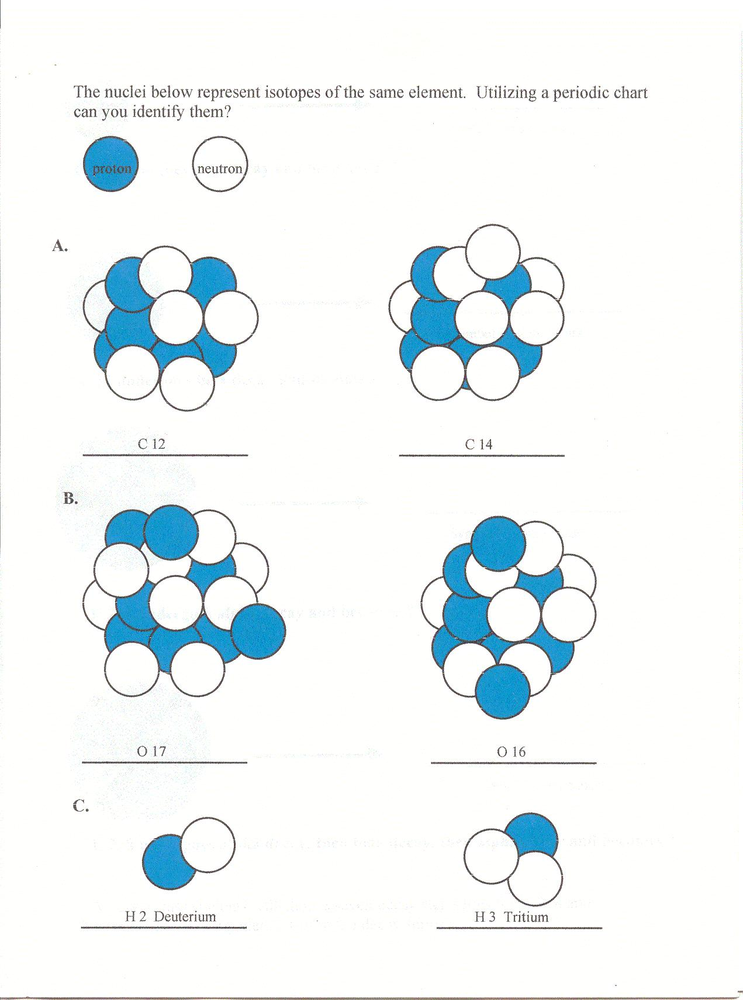 The nuclei below represent isotopes of the same element. Utilizing a periodic chart
can you identify them?
proton neutron
A.
C 12 C 14
B.
O 17 O 16
C.
H 2 Deuterium H 3 Tritium